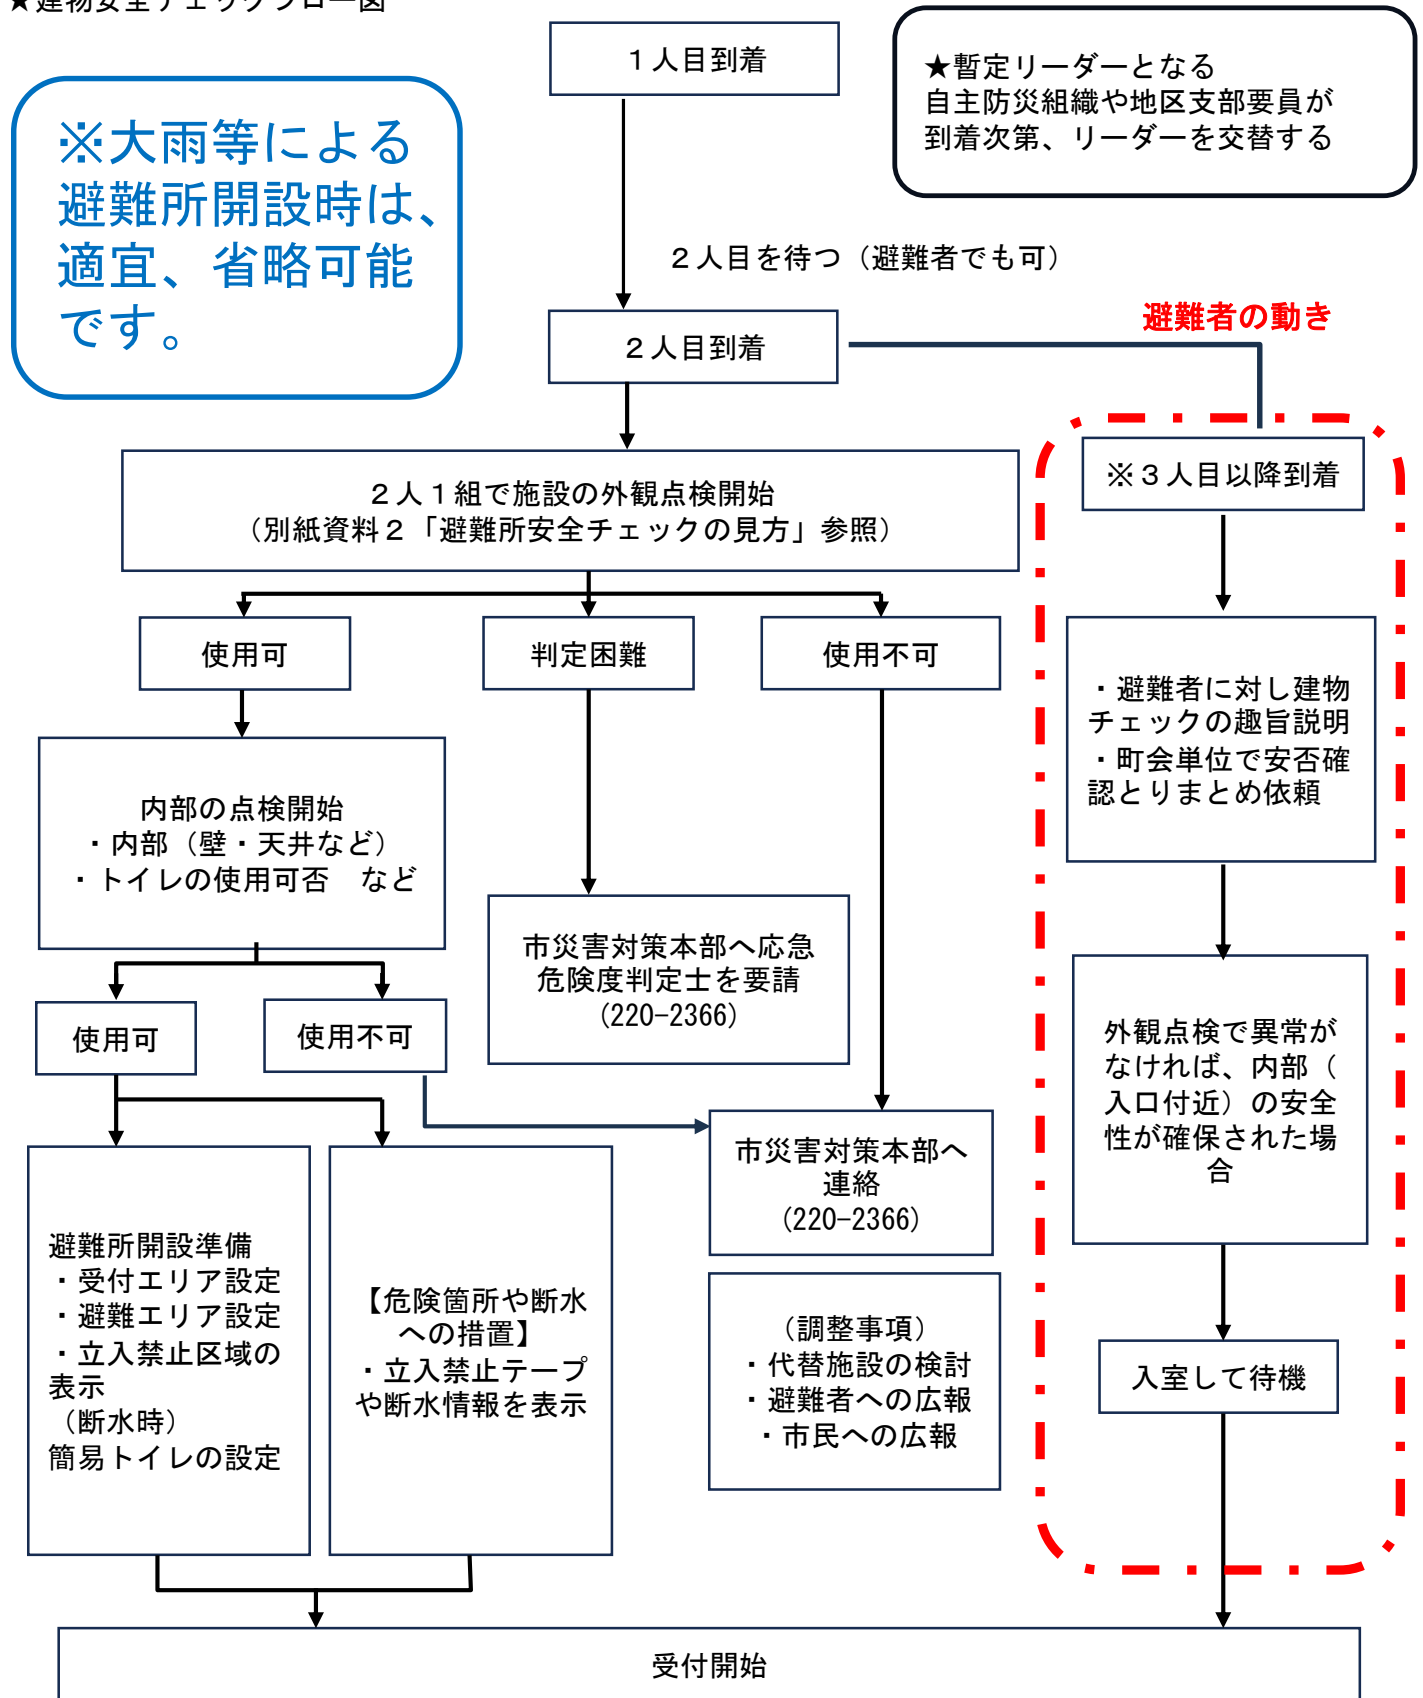 ★建物安全チェックフロー図
１人目到着
★暫定リーダーとなる
自主防災組織や地区支部要員が
到着次第、リーダーを交替する
※大雨等による
避難所開設時は、
適宜、省略可能
です。
２人目を待つ（避難者でも可）
避難者の動き
２人目到着
※３人目以降到着
２人１組で施設の外観点検開始
（別紙資料２「避難所安全チェックの見方」参照）
使用可
判定困難
使用不可
・避難者に対し建物
チェックの趣旨説明
・町会単位で安否確
認とりまとめ依頼
内部の点検開始
・内部（壁・天井など）
・トイレの使用可否　など
市災害対策本部へ応急
危険度判定士を要請
(220-2366)
使用可
使用不可
外観点検で異常が
なければ、内部（
入口付近）の安全
性が確保された場
合
市災害対策本部へ
連絡
(220-2366)
避難所開設準備
・受付エリア設定
・避難エリア設定
・立入禁止区域の
表示
（断水時）
簡易トイレの設定
【危険箇所や断水
への措置】
・立入禁止テープ
や断水情報を表示
（調整事項）
・代替施設の検討
・避難者への広報
・市民への広報
入室して待機
受付開始